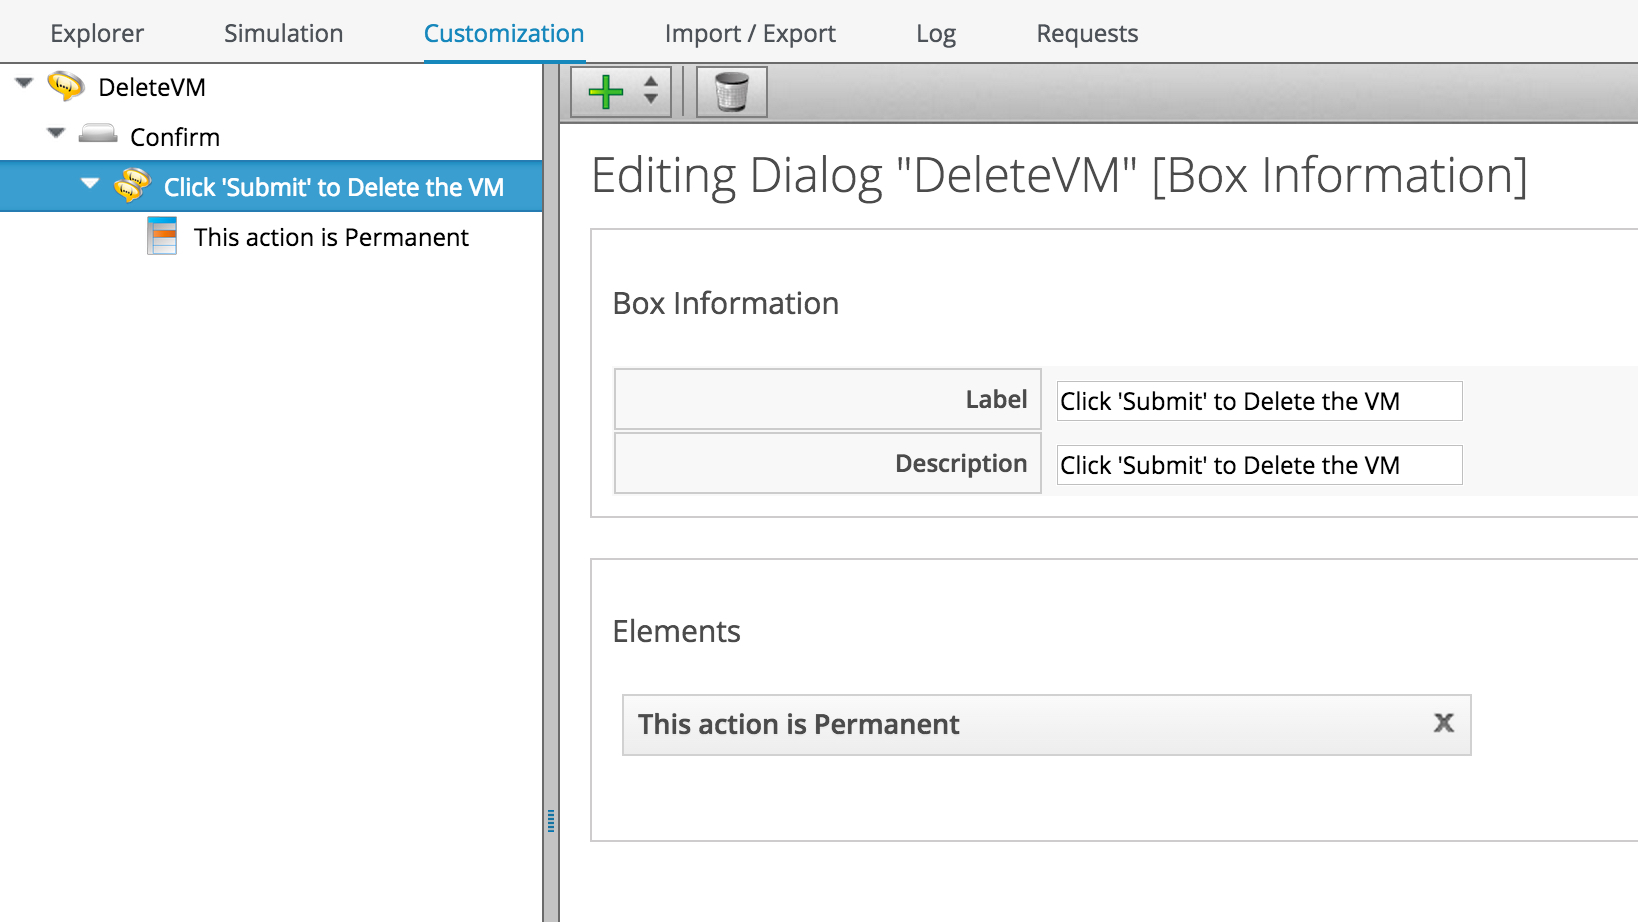 Explorer Simulation Customization Import / Export Log Requests
DeleteVM
Confirm
Click 'Submit' to Delete the VM
This action is Permanent
Editing Dialog "DeleteVM" [Box Information]
Box Information
Label Click 'Submit' to Delete the VM
Description Click 'Submit' to Delete the VM
Elements
This action is Permanent X